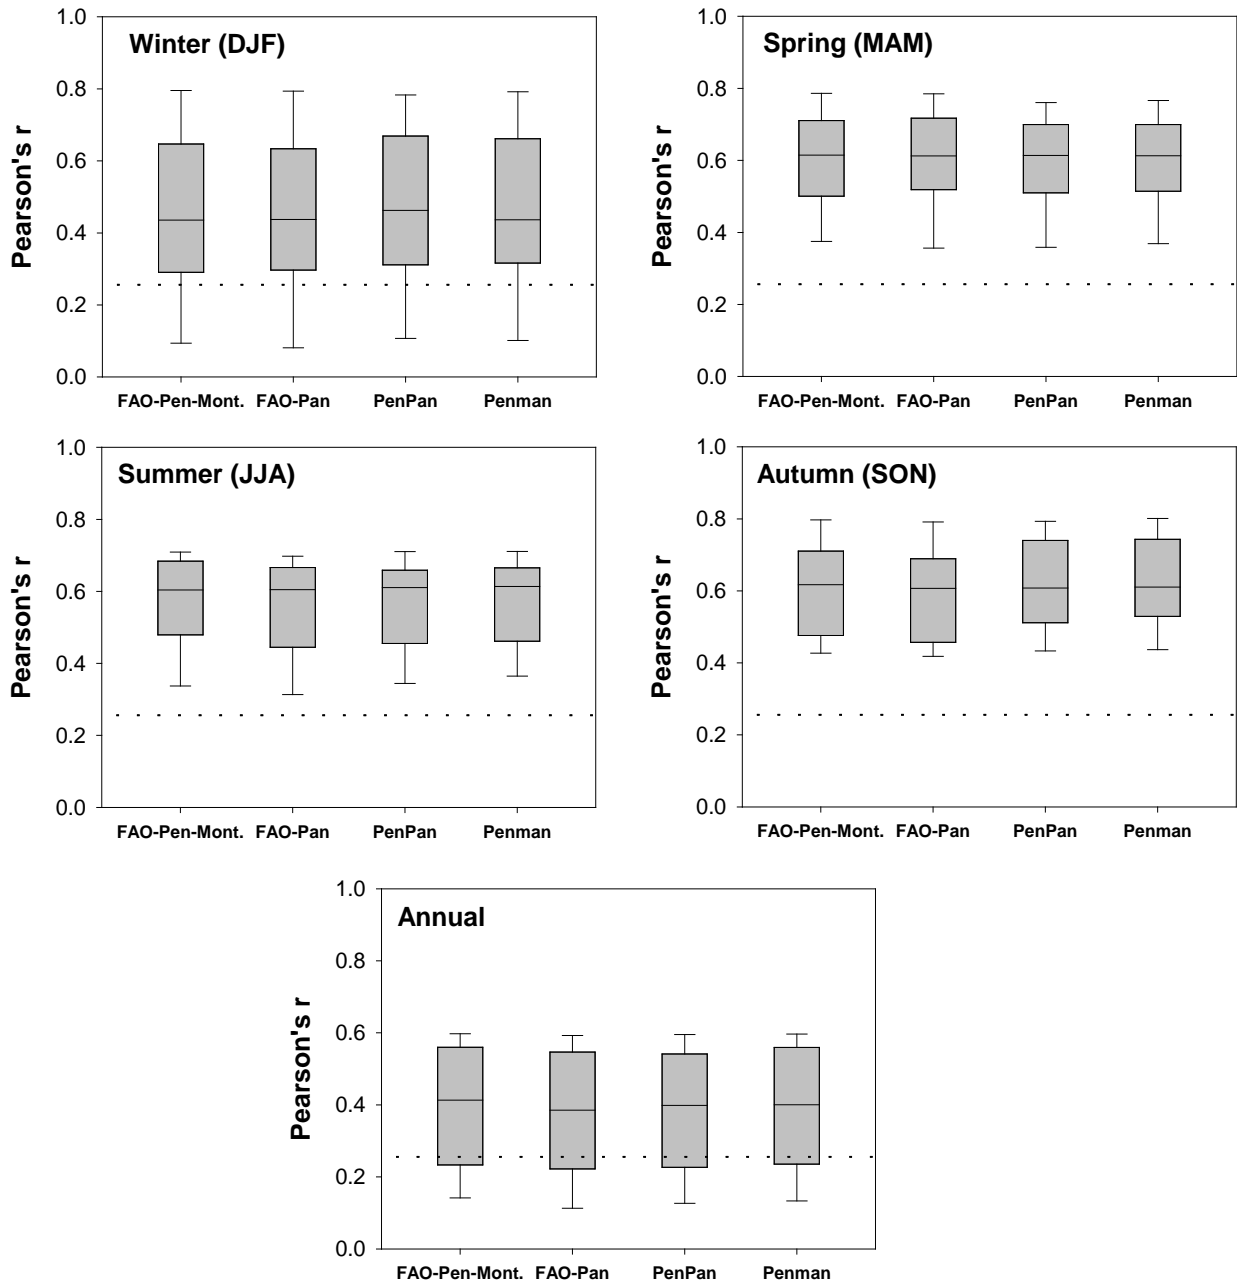 Winter (DJF)
1.0
0.8
0.6
0.4
0.2
0.0
Pearson's r
FAO-Pen-Mont. FAO-Pan PenPan Penman
Spring (MAM)
1.0
0.8
0.6
0.4
0.2
0.0
Pearson's r
FAO-Pen-Mont. FAO-Pan PenPan Penman
Summer (JJA)
1.0
0.8
0.6
0.4
0.2
0.0
Pearson's r
FAO-Pen-Mont. FAO-Pan PenPan Penman
Autumn (SON)
1.0
0.8
0.6
0.4
0.2
0.0
Pearson's r
FAO-Pen-Mont. FAO-Pan PenPan Penman
Annual
1.0
0.8
0.6
0.4
0.2
0.0
Pearson's r
FAO-Pen-Mont. FAO-Pan PenPan Penman